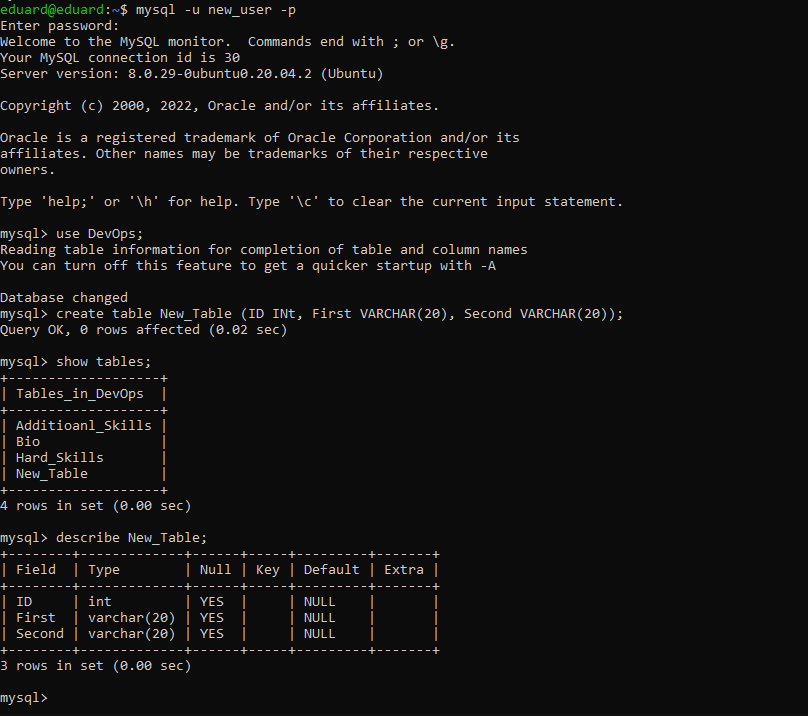 eduard@eduard:~$ mysql -u new_user -p
Enter password:
Welcome to the MySQL monitor.  Commands end with ; or \g.
Your MySQL connection id is 30
Server version: 8.0.29-0ubuntu0.20.04.2 (Ubuntu)

Copyright (c) 2000, 2022, Oracle and/or its affiliates.

Oracle is a registered trademark of Oracle Corporation and/or its
affiliates. Other names may be trademarks of their respective
owners.

Type 'help;' or '\h' for help. Type '\c' to clear the current input statement.

mysql> use DevOps;
Reading table information for completion of table and column names
You can turn off this feature to get a quicker startup with -A

Database changed
mysql> create table New_Table (ID INt, First VARCHAR(20), Second VARCHAR(20));
Query OK, 0 rows affected (0.02 sec)

mysql> show tables;
+-------------------+
| Tables_in_DevOps  |
+-------------------+
| Additioanl_Skills |
| Bio               |
| Hard_Skills       |
| New_Table         |
+-------------------+
4 rows in set (0.00 sec)

mysql> describe New_Table;
+--------+-------------+------+-----+---------+-------+
| Field  | Type        | Null | Key | Default | Extra |
+--------+-------------+------+-----+---------+-------+
| ID     | int         | YES  |     | NULL    |       |
| First  | varchar(20) | YES  |     | NULL    |       |
| Second | varchar(20) | YES  |     | NULL    |       |
+--------+-------------+------+-----+---------+-------+
3 rows in set (0.00 sec)

mysql>